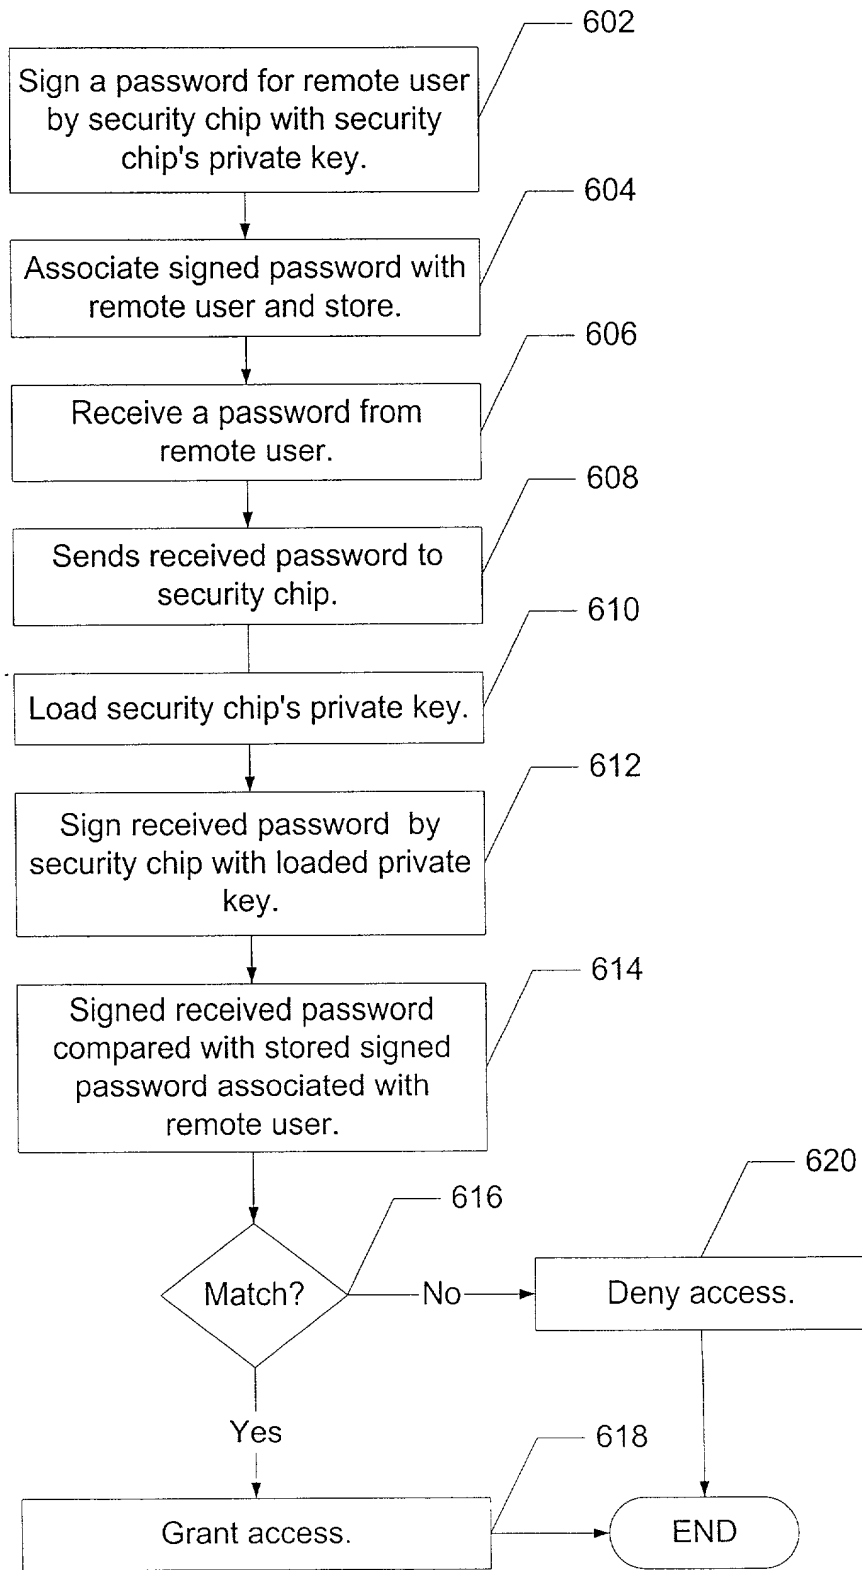 602
Sign a password for remote user
by security chip with security
chip's private key.
604
Associate signed password with
remote user and store.
606
Receive a password from
remote user.
608
Sends received password to
security chip.
610
Load security chip's private key.
612
Sign received password by
security chip with loaded private
key.
614
Signed received password
compared with stored signed
password associated with
remote user.
616
Match?
No
620
Deny access.
Yes
618
Grant access.
END